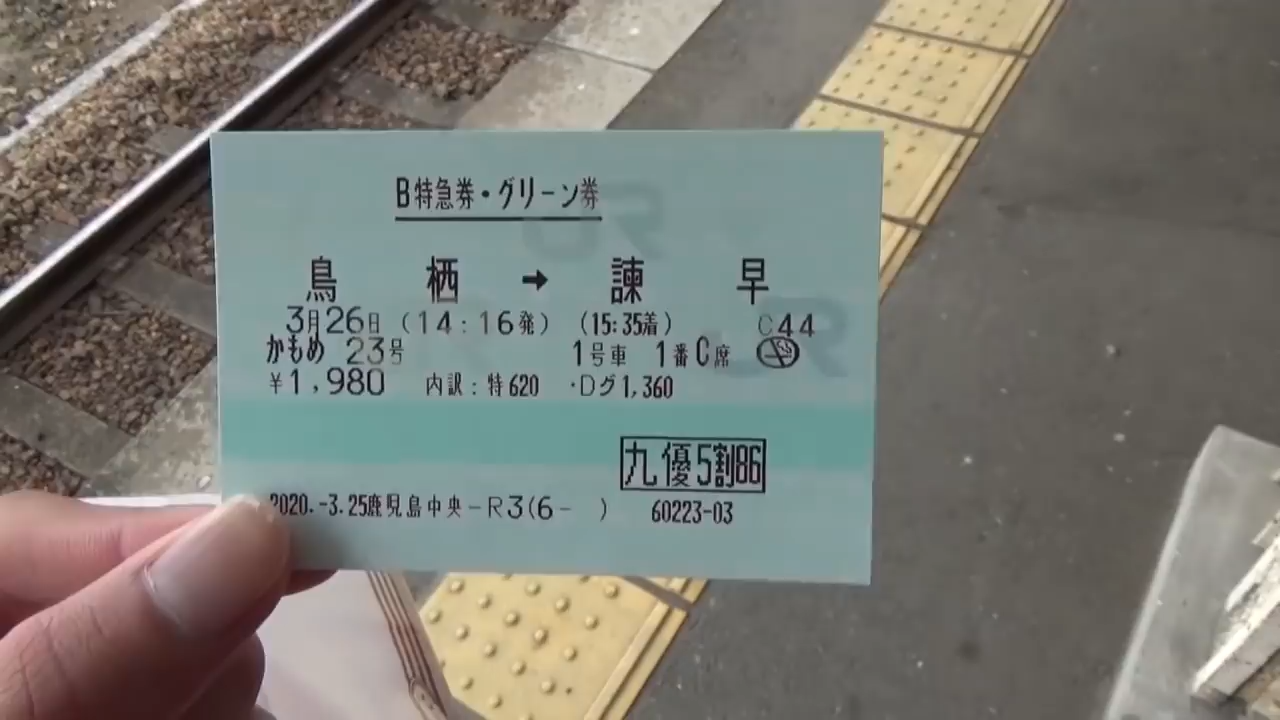 B特急券・グリーン券
鳥 栖 → 諫 早
3月26日 (14:16発) (15:35着) C44
かもめ 23号 1号車 1番C席
¥1,980 内訳:特620 ・Dグ1,360
九優5割86
2020.-3.25鹿児島中央-R3(6- ) 60223-03